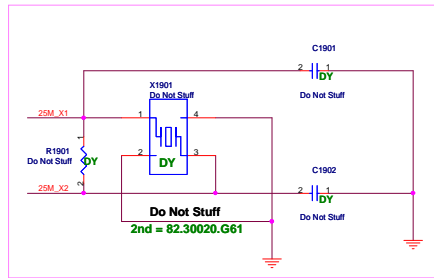 C1901
2 1
DY
Do Not Stuff
X1901
Do Not Stuff
25M_X1
1 4
2 3
DY
R1901
Do Not Stuff
1
DY
2
25M_X2
C1902
2 1
DY
Do Not Stuff
Do Not Stuff
2nd = 82.30020.G61